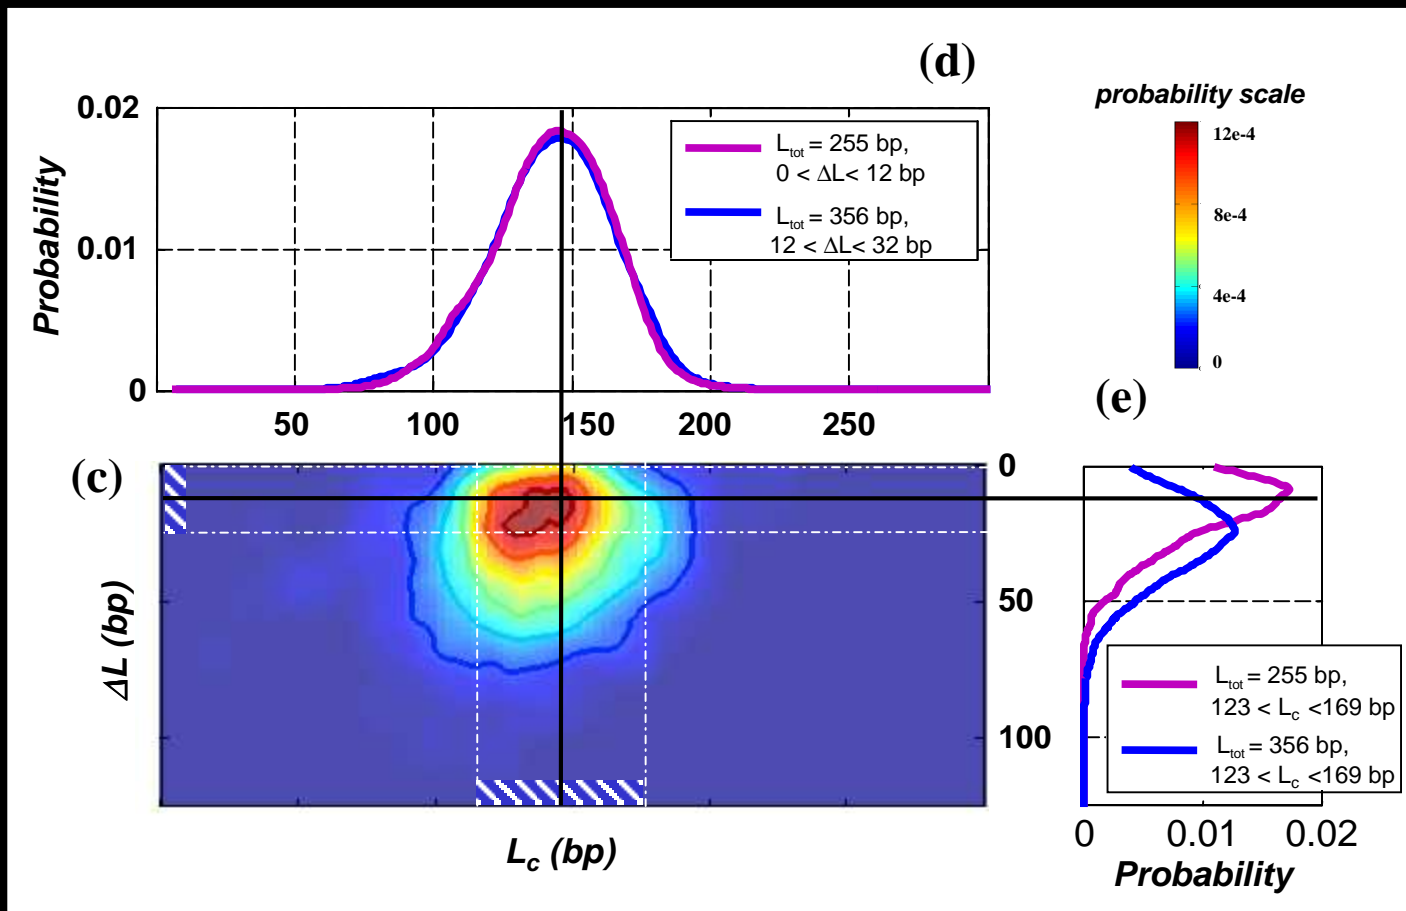 (d)
probability scale
0.02
12e-4
L_tot = 255 bp,
0 < ΔL< 12 bp
8e-4
L_tot = 356 bp,
12 < ΔL< 32 bp
Probability
0.01
4e-4
0
0
50 100 150 200 250
(e)
(c)
0
50
100
ΔL (bp)
L_c (bp)
L_tot = 255 bp,
123 < L_c <169 bp
L_tot = 356 bp,
123 < L_c <169 bp
0 0.01 0.02
Probability